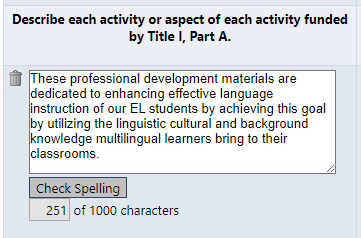 Describe each activity or aspect of each activity funded
by Title I, Part A.
These professional development materials are
dedicated to enhancing effective language
instruction of our EL students by achieving this goal
by utilizing the linguistic cultural and background
knowledge multilingual learners bring to their
classrooms.
Check Spelling
251 of 1000 characters